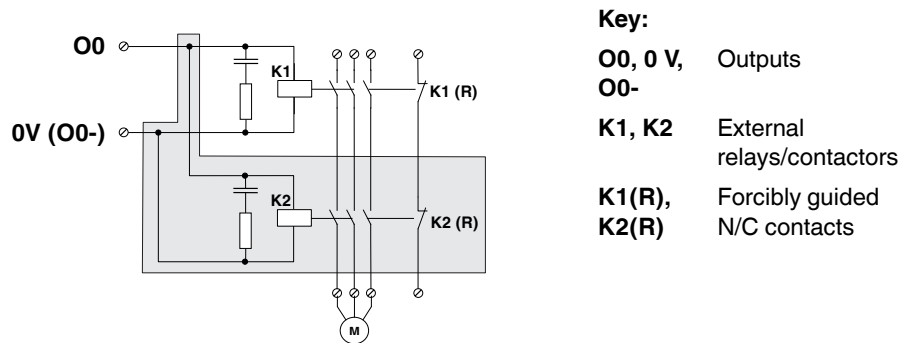 O0
0V (O0-)
K1
K1 (R)
K2
K2 (R)
M
Key:
O0, 0 V, Outputs
O0-
K1, K2 External
relays/contactors
K1(R), Forcibly guided
K2(R) N/C contacts